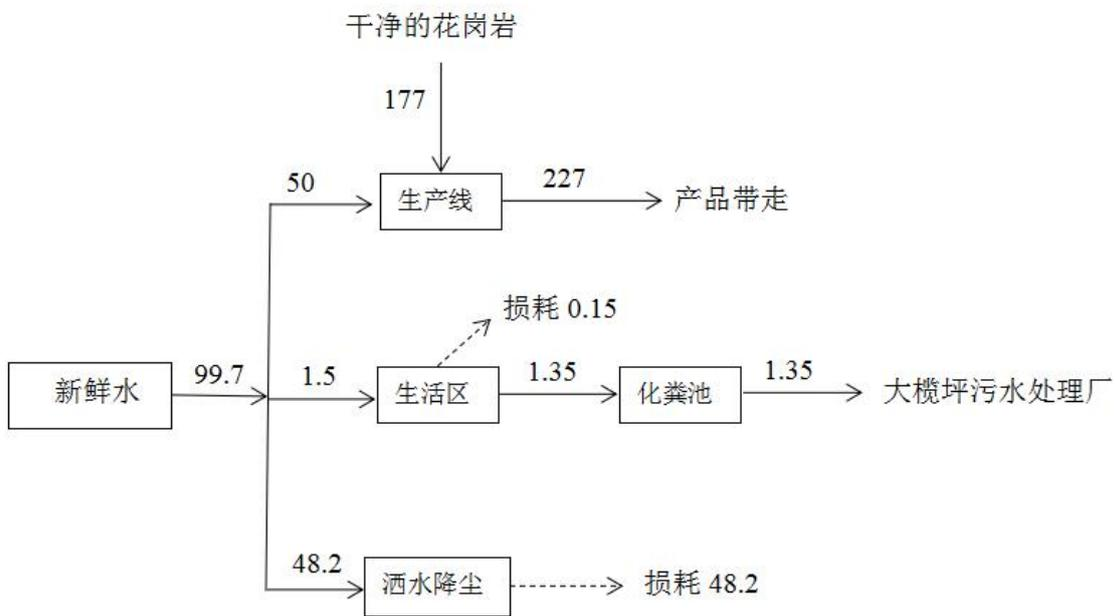 干净的花岗岩
177
50
生产线
227
产品带走
损耗 0.15
新鲜水
99.7
1.5
生活区
1.35
化粪池
1.35
大榄坪污水处理厂
48.2
洒水降尘
损耗 48.2